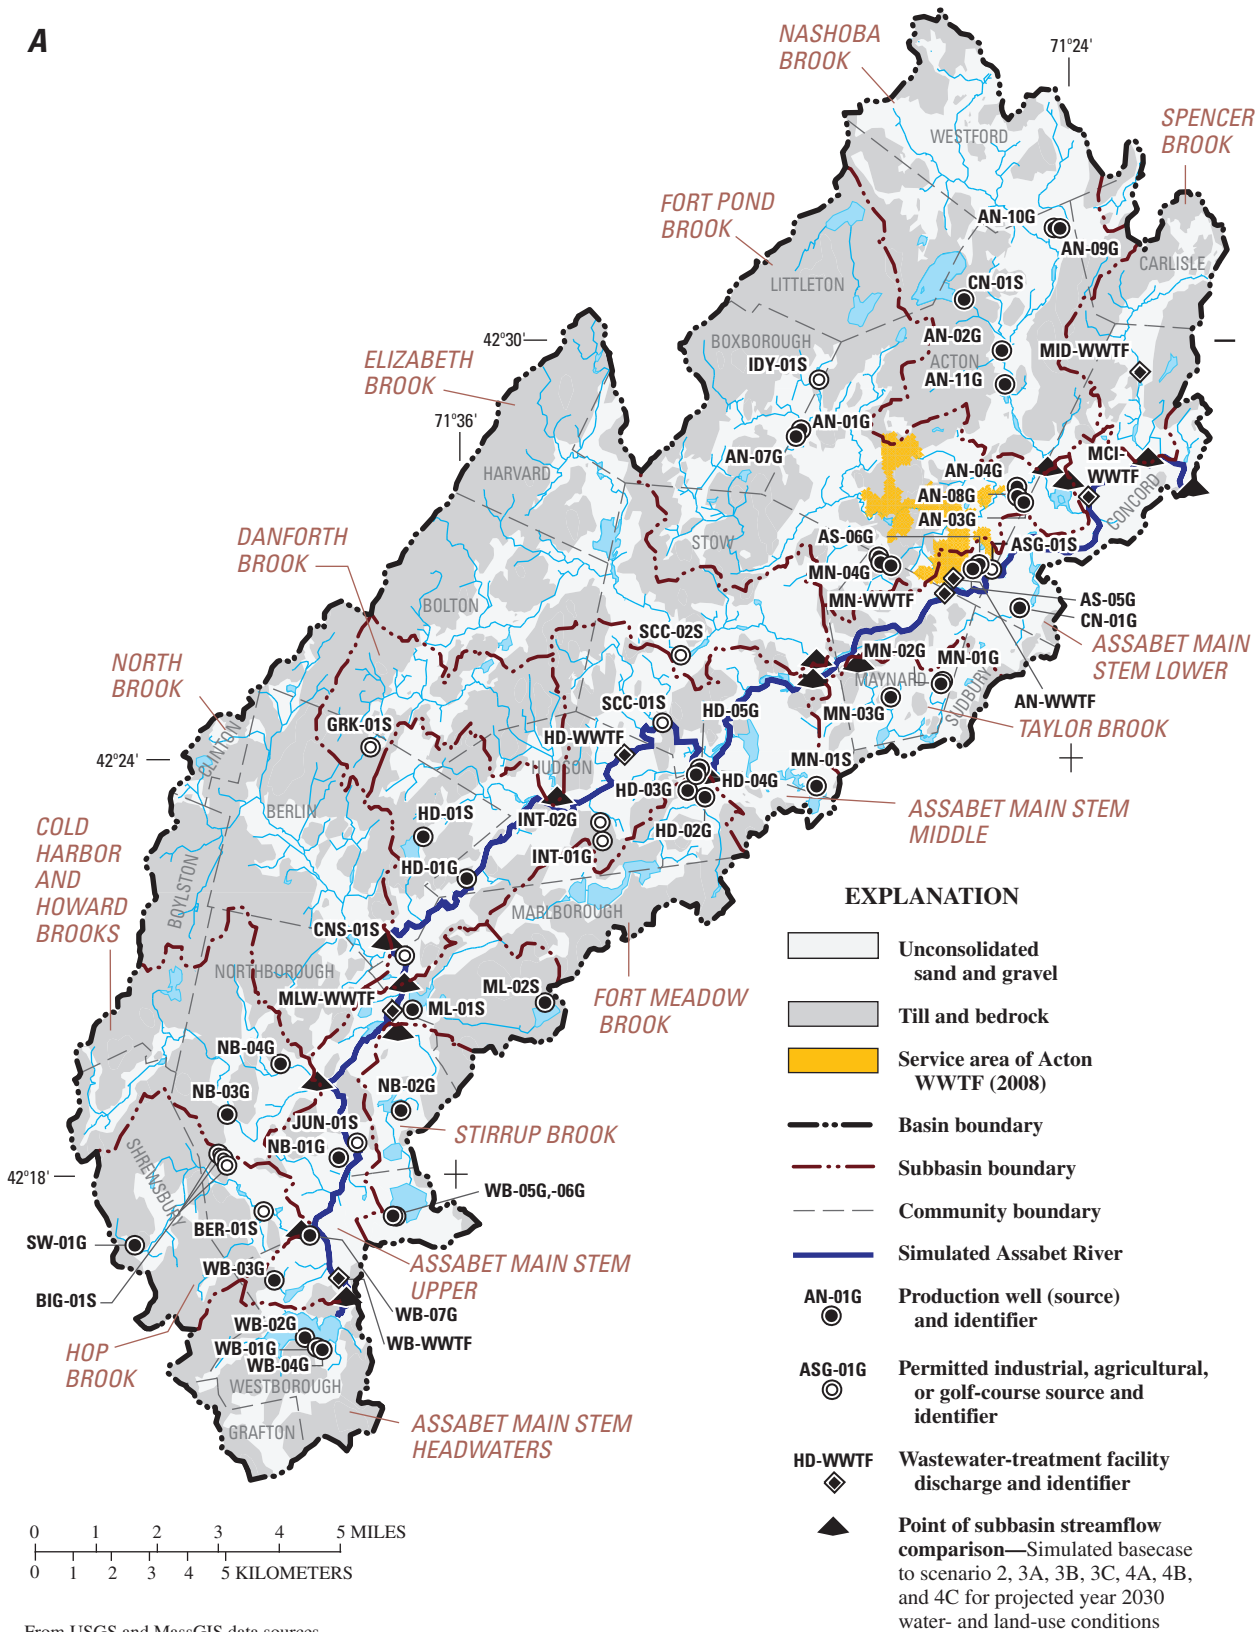 A
NASHOBA
BROOK
71°24'
SPENCER
BROOK
WESTFORD
FORT POND
BROOK
AN-10G
AN-09G
CARLISLE
LITTLETON
CN-01S
42°30'
BOXBOROUGH
AN-02G
ACTON
MID-WWTF
ELIZABETH
BROOK
IDY-01S
AN-11G
71°36'
AN-01G
AN-07G
MCI-
WWTF
HARVARD
AN-04G
AN-08G
CONCORD
AN-03G
DANFORTH
BROOK
STOW
AS-06G
ASG-01S
MN-04G
BOLTON
MN-WWTF
AS-05G
CN-01G
SCC-02S
ASSABET MAIN
STEM LOWER
NORTH
BROOK
MN-02G
MN-01G
MAYNARD
SUDBURY
AN-WWTF
SCC-01S
HD-05G
MN-03G
GRK-01S
TAYLOR BROOK
CLINTON
HD-WWTF
42°24'
HUDSON
MN-01S
HD-03G
HD-04G
BERLIN
HD-01S
INT-02G
HD-02G
ASSABET MAIN STEM
MIDDLE
COLD
HARBOR
AND
HOWARD
BROOKS
INT-01G
HD-01G
BOYLSTON
MARLBOROUGH
CNS-01S
NORTHBOROUGH
MLW-WWTF
ML-01S
ML-02S
FORT MEADOW
BROOK
NB-04G
NB-03G
NB-02G
JUN-01S
NB-01G
STIRRUP BROOK
42°18'
SHREWSBURY
WB-05G,-06G
BER-01S
SW-01G
WB-03G
ASSABET MAIN STEM
UPPER
BIG-01S
WB-07G
WB-02G
WB-WWTF
WB-01G
WB-04G
HOP
BROOK
WESTBOROUGH
ASSABET MAIN STEM
HEADWATERS
GRAFTON
EXPLANATION
Unconsolidated
sand and gravel
Till and bedrock
Service area of Acton
WWTF (2008)
Basin boundary
Subbasin boundary
Community boundary
Simulated Assabet River
AN-01G
Production well (source)
and identifier
ASG-01G
Permitted industrial, agricultural,
or golf-course source and
identifier
HD-WWTF
Wastewater-treatment facility
discharge and identifier
Point of subbasin streamflow
comparison—Simulated basecase
to scenario 2, 3A, 3B, 3C, 4A, 4B,
and 4C for projected year 2030
water- and land-use conditions
0 1 2 3 4 5 MILES
0 1 2 3 4 5 KILOMETERS
From USGS and MassGIS data sources